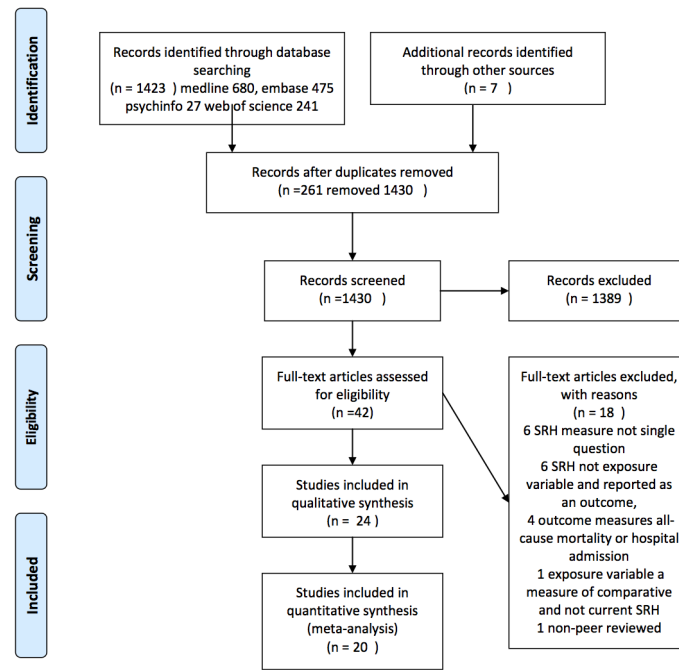 Identification
Records identified through database
searching
(n = 1423 ) medline 680, embase 475
psychinfo 27 web of science 241
Additional records identified
through other sources
(n = 7 )
Records after duplicates removed
(n =261 removed 1430 )
Screening
Records screened
(n =1430 )
Records excluded
(n = 1389 )
Eligibility
Full-text articles assessed
for eligibility
(n =42)
Full-text articles excluded,
with reasons
(n = 18 )
6 SRH measure not single
question
6 SRH not exposure
variable and reported as
an outcome,
4 outcome measures all-
cause mortality or hospital
admission
1 exposure variable a
measure of comparative
and not current SRH
1 non-peer reviewed
Studies included in
qualitative synthesis
(n = 24 )
Included
Studies included in
quantitative synthesis
(meta-analysis)
(n = 20 )